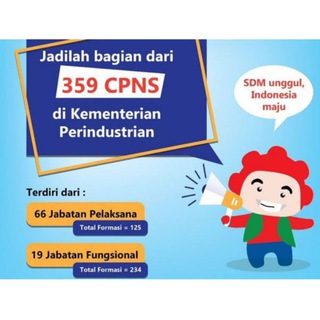 Jadilah bagian dari
359 CPNS
di Kementerian
Perindustrian
SDM unggul,
Indonesia
maju
Terdiri dari :
66 Jabatan Pelaksana
Total Formasi = 125
19 Jabatan Fungsional
Total Formasi = 234